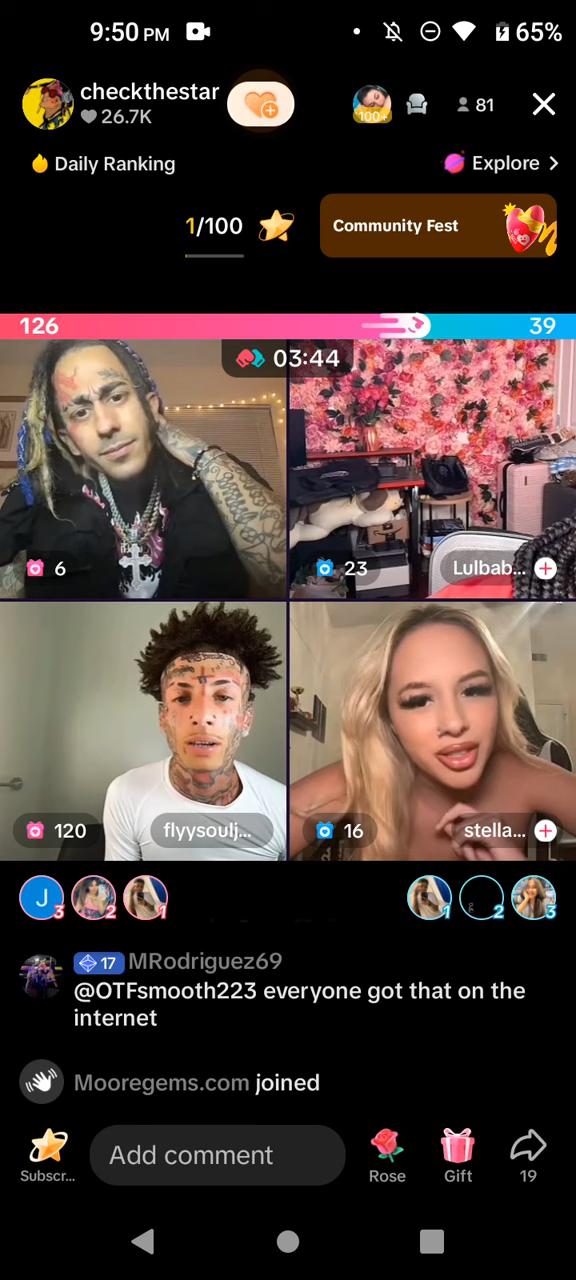 9:50 PM
65%
checkthestar
26.7K
100+
81
Daily Ranking
Explore >
1/100
Community Fest
126
39
03:44
6
23
Lulbab...
120
flyysoulj...
16
stella...
J
3
2
1
1
2
3
17 MRodriguez69
@OTFsmooth223 everyone got that on the
internet
Mooregems.com joined
Add comment
Subscr...
Rose
Gift
19